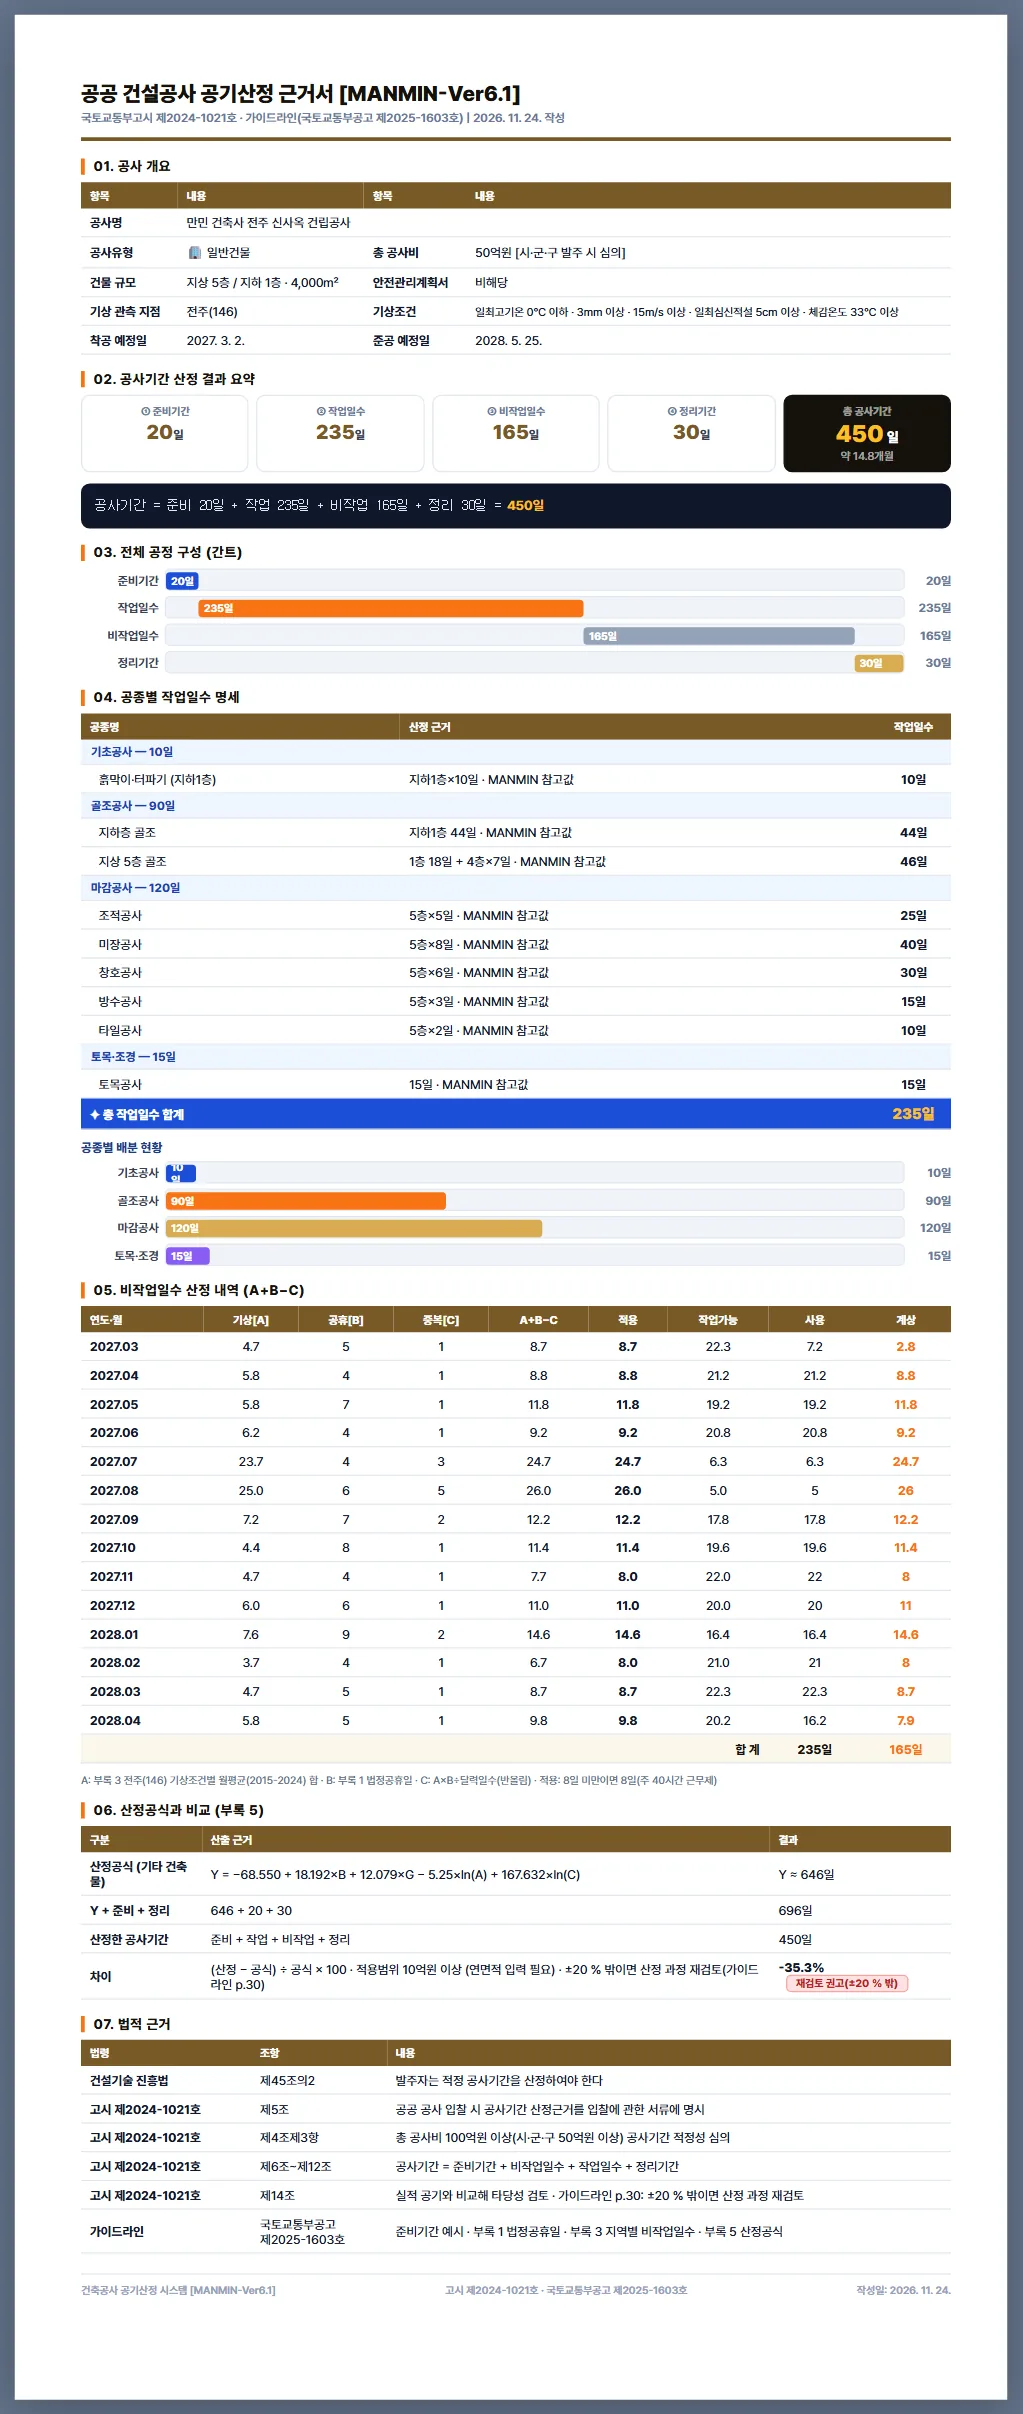 공공 건설공사 공기산정 근거서 [MANMIN-Ver6.1]
국토교통부고시 제2024-1021호 · 가이드라인(국토교통부공고 제2025-1603호) | 2026. 11. 24. 작성
01. 공사 개요
항목 내용 항목 내용
공사명 만민 건축사 전주 신사옥 건립공사
공사유형 🏢 일반건물 총 공사비 50억원 [시·군·구 발주 시 심의]
건물 규모 지상 5층 / 지하 1층 · 4,000m² 안전관리계획서 비해당
기상 관측 지점 전주(146) 기상조건 일최고기온 0°C 이하 · 3mm 이상 · 15m/s 이상 · 일최심신적설 5cm 이상 · 체감온도 33°C 이상
착공 예정일 2027. 3. 2. 준공 예정일 2028. 5. 25.
02. 공사기간 산정 결과 요약
① 준비기간 ② 작업일수 ③ 비작업일수 ④ 정리기간 총 공사기간
20일 235일 165일 30일 450 일
약 14.8개월
공사기간 = 준비 20일 + 작업 235일 + 비작업 165일 + 정리 30일 = 450일
03. 전체 공정 구성 (간트)
준비기간 20일 20일
작업일수 235일 235일
비작업일수 165일 165일
정리기간 30일 30일
04. 공종별 작업일수 명세
공종명 산정 근거 작업일수
기초공사 — 10일
흙막이·터파기 (지하1층) 지하1층×10일 · MANMIN 참고값 10일
골조공사 — 90일
지하층 골조 지하1층 44일 · MANMIN 참고값 44일
지상 5층 골조 1층 18일 + 4층×7일 · MANMIN 참고값 46일
마감공사 — 120일
조적공사 5층×5일 · MANMIN 참고값 25일
미장공사 5층×8일 · MANMIN 참고값 40일
창호공사 5층×6일 · MANMIN 참고값 30일
방수공사 5층×3일 · MANMIN 참고값 15일
타일공사 5층×2일 · MANMIN 참고값 10일
토목·조경 — 15일
토목공사 15일 · MANMIN 참고값 15일
✦ 총 작업일수 합계 235일
공종별 배분 현황
기초공사 10일 10일
골조공사 90일 90일
마감공사 120일 120일
토목·조경 15일 15일
05. 비작업일수 산정 내역 (A+B−C)
연도·월 기상[A] 공휴[B] 중복[C] A+B−C 적용 작업가능 사용 계상
2027.03 4.7 5 1 8.7 8.7 22.3 7.2 2.8
2027.04 5.8 4 1 8.8 8.8 21.2 21.2 8.8
2027.05 5.8 7 1 11.8 11.8 19.2 19.2 11.8
2027.06 6.2 4 1 9.2 9.2 20.8 20.8 9.2
2027.07 23.7 4 3 24.7 24.7 6.3 6.3 24.7
2027.08 25.0 6 5 26.0 26.0 5.0 5 26
2027.09 7.2 7 2 12.2 12.2 17.8 17.8 12.2
2027.10 4.4 8 1 11.4 11.4 19.6 19.6 11.4
2027.11 4.7 4 1 7.7 8.0 22.0 22 8
2027.12 6.0 6 1 11.0 11.0 20.0 20 11
2028.01 7.6 9 2 14.6 14.6 16.4 16.4 14.6
2028.02 3.7 4 1 6.7 8.0 21.0 21 8
2028.03 4.7 5 1 8.7 8.7 22.3 22.3 8.7
2028.04 5.8 5 1 9.8 9.8 20.2 16.2 7.9
합 계 235일 165일
A: 부록 3 전주(146) 기상조건별 월평균(2015-2024) 합 · B: 부록 1 법정공휴일 · C: A×B÷달력일수(반올림) · 적용: 8일 미만이면 8일(주 40시간 근무제)
06. 산정공식과 비교 (부록 5)
구분 산출 근거 결과
산정공식 (기타 건축물) Y = −68.550 + 18.192×B + 12.079×G − 5.25×ln(A) + 167.632×ln(C) Y ≈ 646일
Y + 준비 + 정리 646 + 20 + 30 696일
산정한 공사기간 준비 + 작업 + 비작업 + 정리 450일
차이 (산정 − 공식) ÷ 공식 × 100 · 적용범위 10억원 이상 (연면적 입력 필요) · ±20 % 밖이면 산정 과정 재검토(가이드라인 p.30) -35.3%
재검토 권고(±20 % 밖)
07. 법적 근거
법령 조항 내용
건설기술 진흥법 제45조의2 발주자는 적정 공사기간을 산정하여야 한다
고시 제2024-1021호 제5조 공공 공사 입찰 시 공사기간 산정근거를 입찰에 관한 서류에 명시
고시 제2024-1021호 제4조제3항 총 공사비 100억원 이상(시·군·구 50억원 이상) 공사기간 적정성 심의
고시 제2024-1021호 제6조~제12조 공사기간 = 준비기간 + 비작업일수 + 작업일수 + 정리기간
고시 제2024-1021호 제14조 실적 공기와 비교해 타당성 검토 · 가이드라인 p.30: ±20 % 밖이면 산정 과정 재검토
가이드라인 국토교통부공고 제2025-1603호 준비기간 예시 · 부록 1 법정공휴일 · 부록 3 지역별 비작업일수 · 부록 5 산정공식
건축공사 공기산정 시스템 [MANMIN-Ver6.1] 고시 제2024-1021호 · 국토교통부공고 제2025-1603호 작성일: 2026. 11. 24.